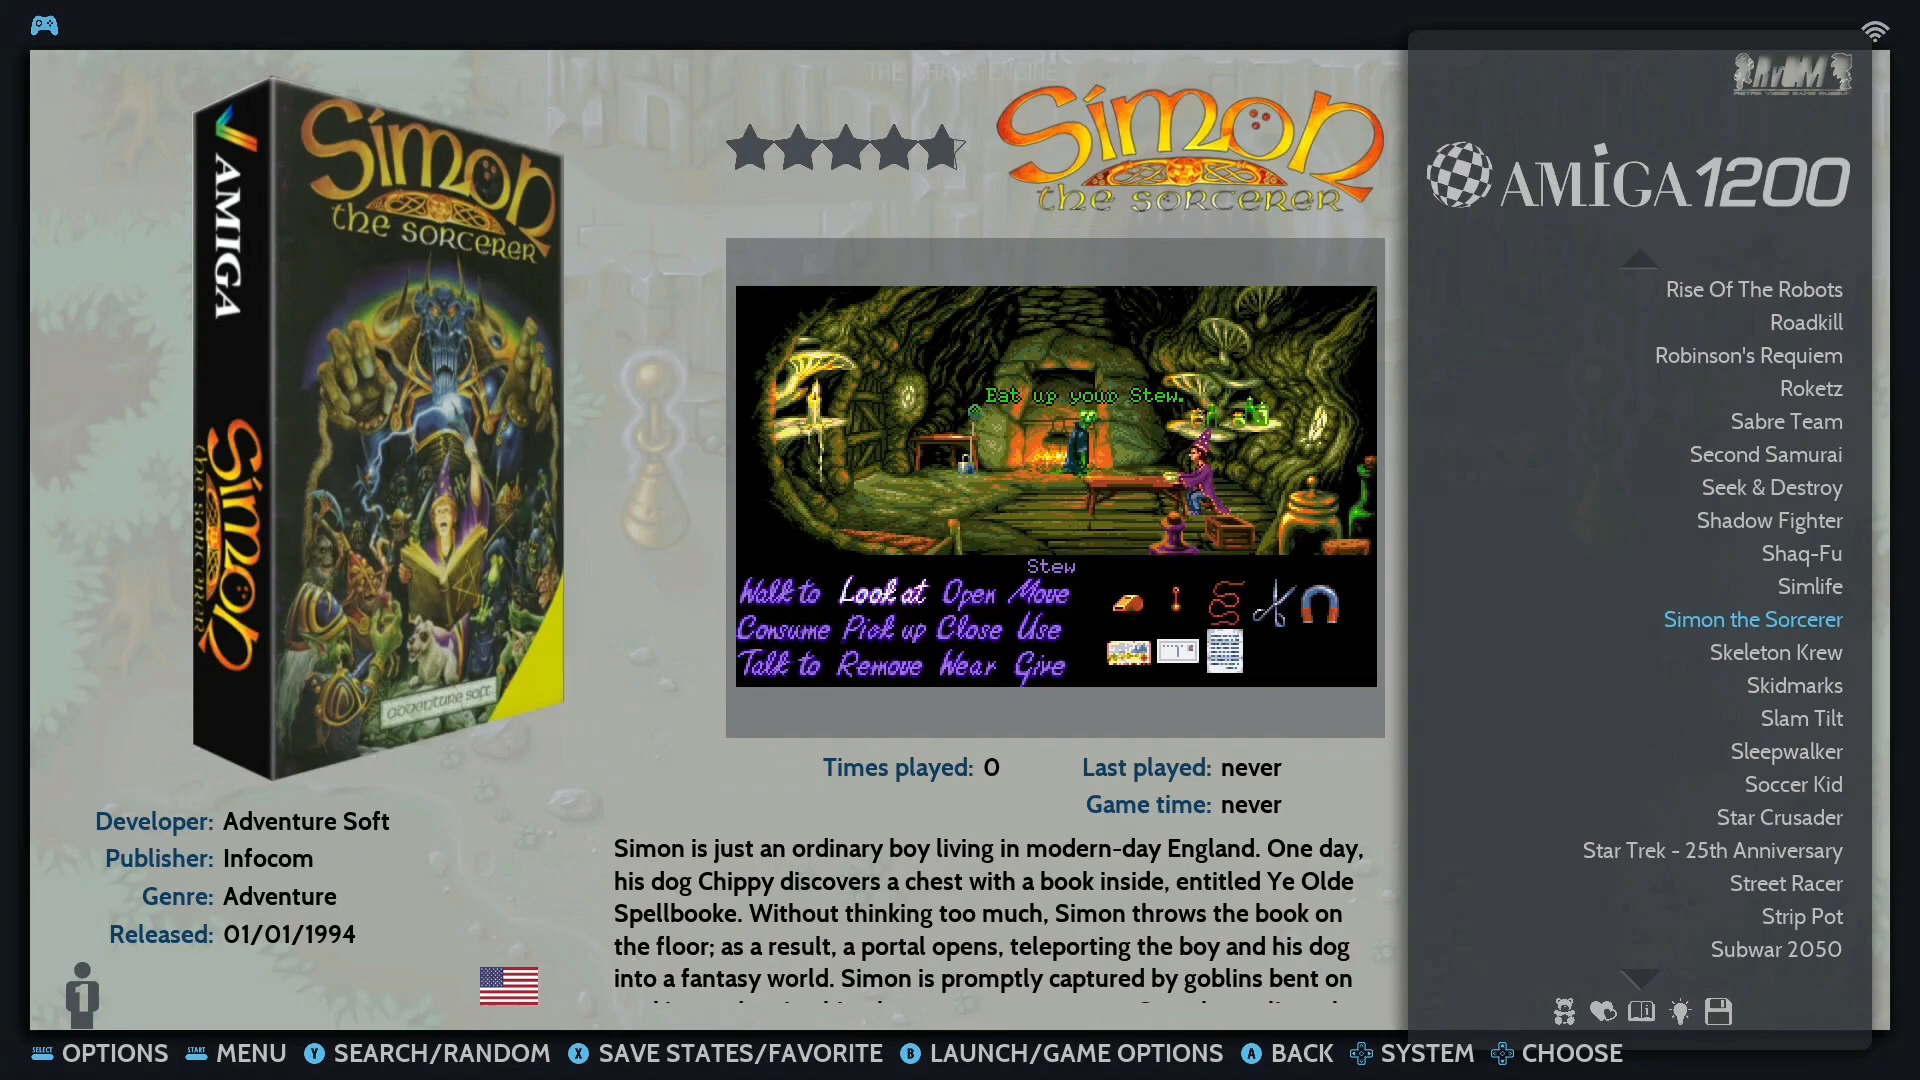 THE CHAOS ENGINE
AMIGA
Simon
the SORCERER
Simon
the SORCERER
adventure soft
Simon
the SORCERER
Eat up your Stew.
Stew
Walk to Look at Open Move
Consume Pick up Close Use
Talk to Remove Wear Give
Times played: 0
Last played: never
Game time: never
Developer: Adventure Soft
Publisher: Infocom
Genre: Adventure
Released: 01/01/1994
1
Simon is just an ordinary boy living in modern-day England. One day,
his dog Chippy discovers a chest with a book inside, entitled Ye Olde
Spellbooke. Without thinking too much, Simon throws the book on
the floor; as a result, a portal opens, teleporting the boy and his dog
into a fantasy world. Simon is promptly captured by goblins bent on
AMIGA 1200
Rise Of The Robots
Roadkill
Robinson's Requiem
Roketz
Sabre Team
Second Samurai
Seek & Destroy
Shadow Fighter
Shaq-Fu
Simlife
Simon the Sorcerer
Skeleton Krew
Skidmarks
Slam Tilt
Sleepwalker
Soccer Kid
Star Crusader
Star Trek - 25th Anniversary
Street Racer
Strip Pot
Subwar 2050
SELECT OPTIONS START MENU Y SEARCH/RANDOM X SAVE STATES/FAVORITE B LAUNCH/GAME OPTIONS A BACK SYSTEM CHOOSE